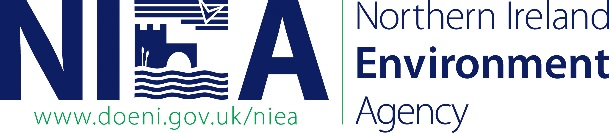 NIEA
www.doeni.gov.uk/niea
Northern Ireland
Environment
Agency